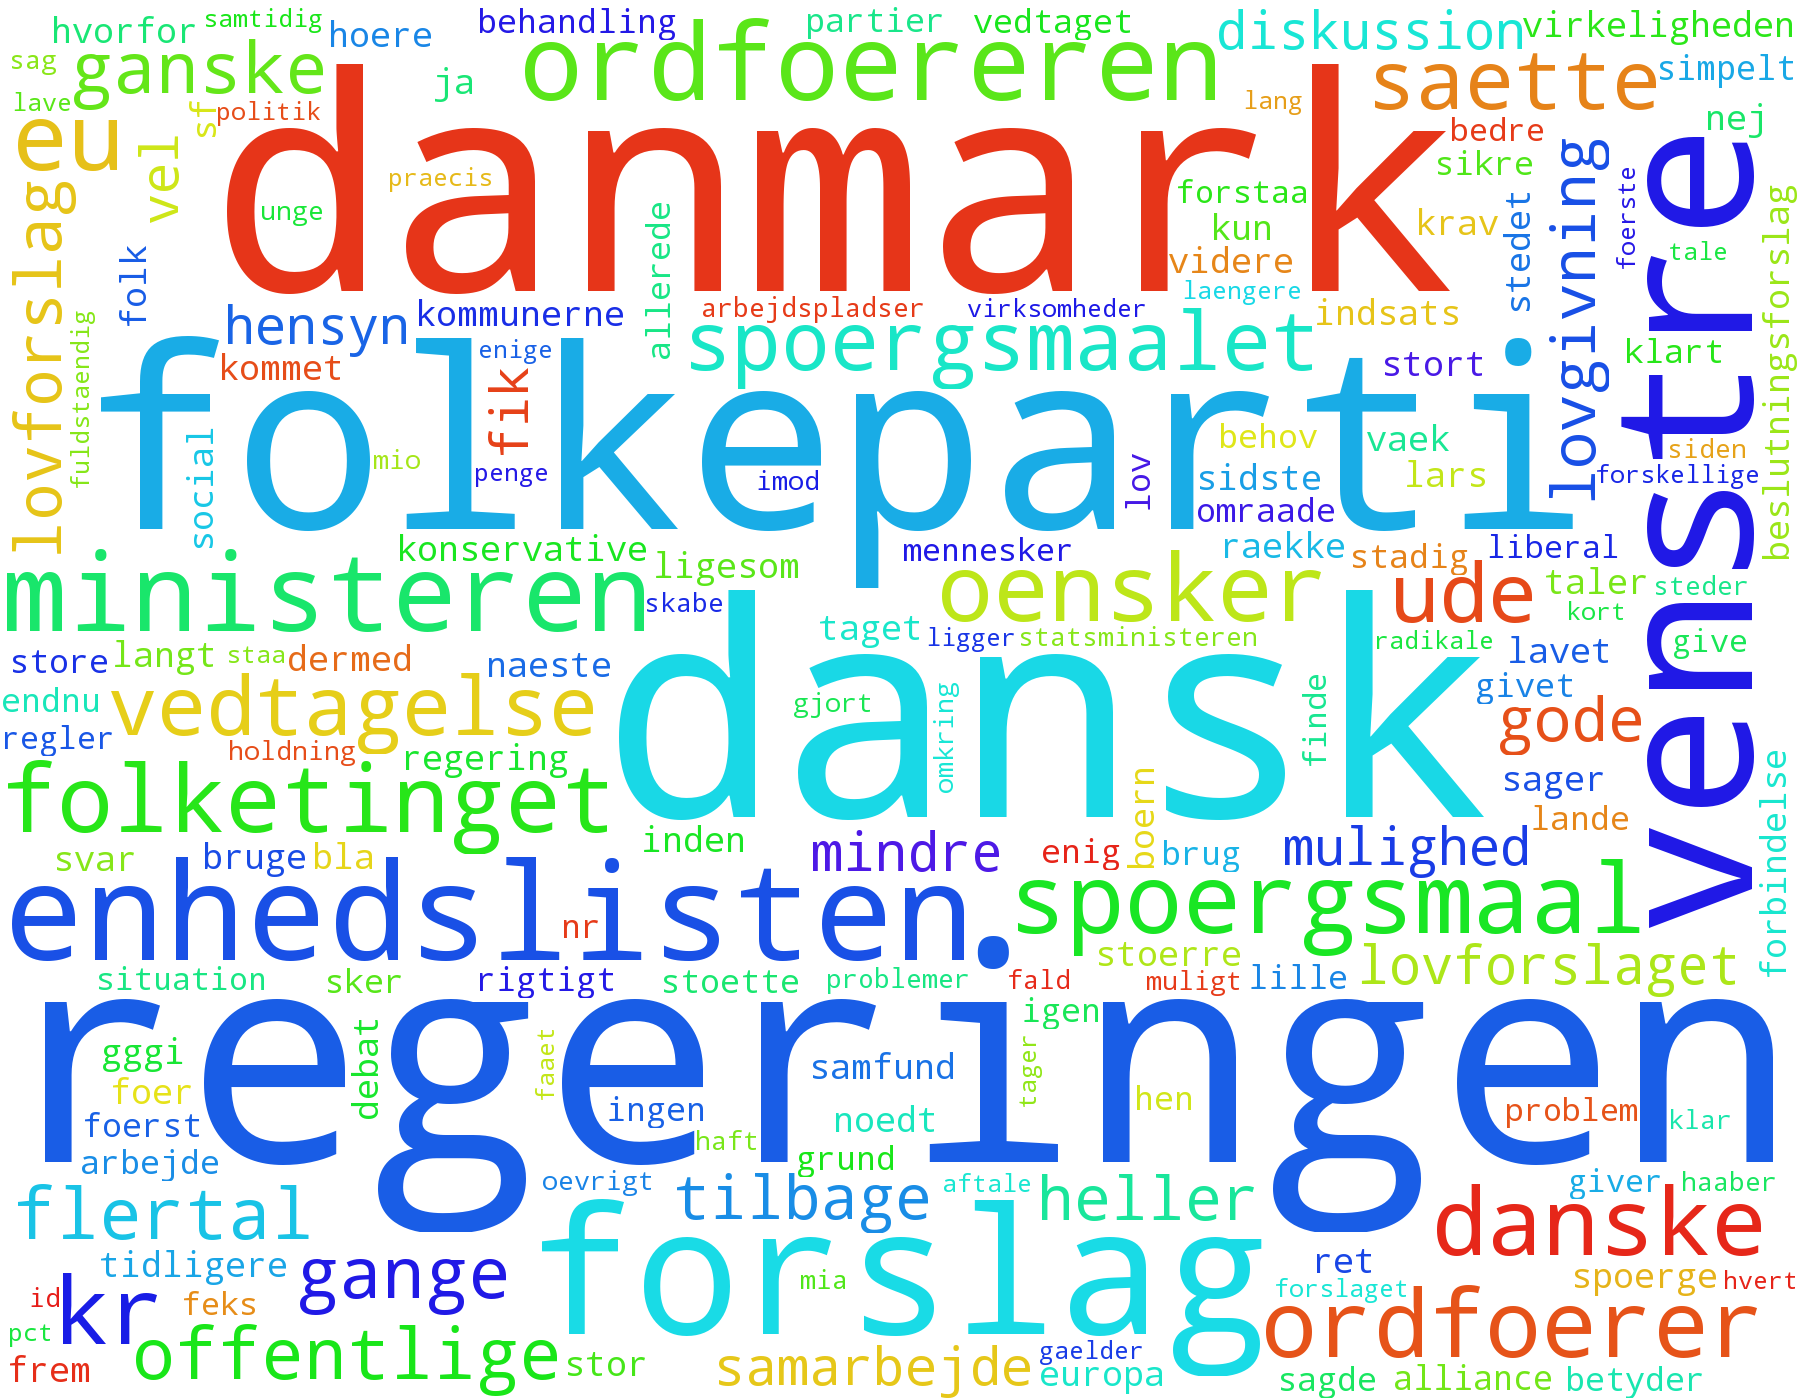 hvorfor samtidig hoere behandling partier vedtaget diskussion virkeligheden
sag ganske ja ordfoereren saette simpelt
lave politik sf lang bedre nej
eu danmark
praecis vel unge forstaa sikre kun krav videre stedet foerste tale
lovforslag folk allerede laengere lovgivning venstre beslutningsforslag
hensyn kommunerne arbejdspladser virksomheder indsats
fuldstaendig kommet enige spoergsmaalet stort klart
folkeparti
social mio fik penge imod behov vaek siden
lov sidste lars forskellige
omraade
konservative ligesom mennesker raekke stadig liberal
ministeren skabe oensker ude taler steder
kort
taget ligger statsministeren radikale give
store langt staa dermed naeste lavet
dansk
endnu vedtagelse gjort omkring finde givet
regler holdning regering gode
folketinget boern sager forbindelse
inden mindre enig brug mulighed lande
svar bruge bla
enhedslisten nr spoergsmaal
stoerre lovforslaget
situation sker rigtigt stoette problemer fald muligt lille
regeringen
igen
gggi debat faaet samfund tager
foer ingen noedt hen problem
foerst haft klar
arbejde grund
oevrigt aftale giver haaber
flertal tilbage heller danske
forslag
tidligere gange mia ret spoerge hvert
id kr feks forslaget
pct offentlige ordfoerer
frem stor samarbejde gaelder
europa sagde alliance betyder